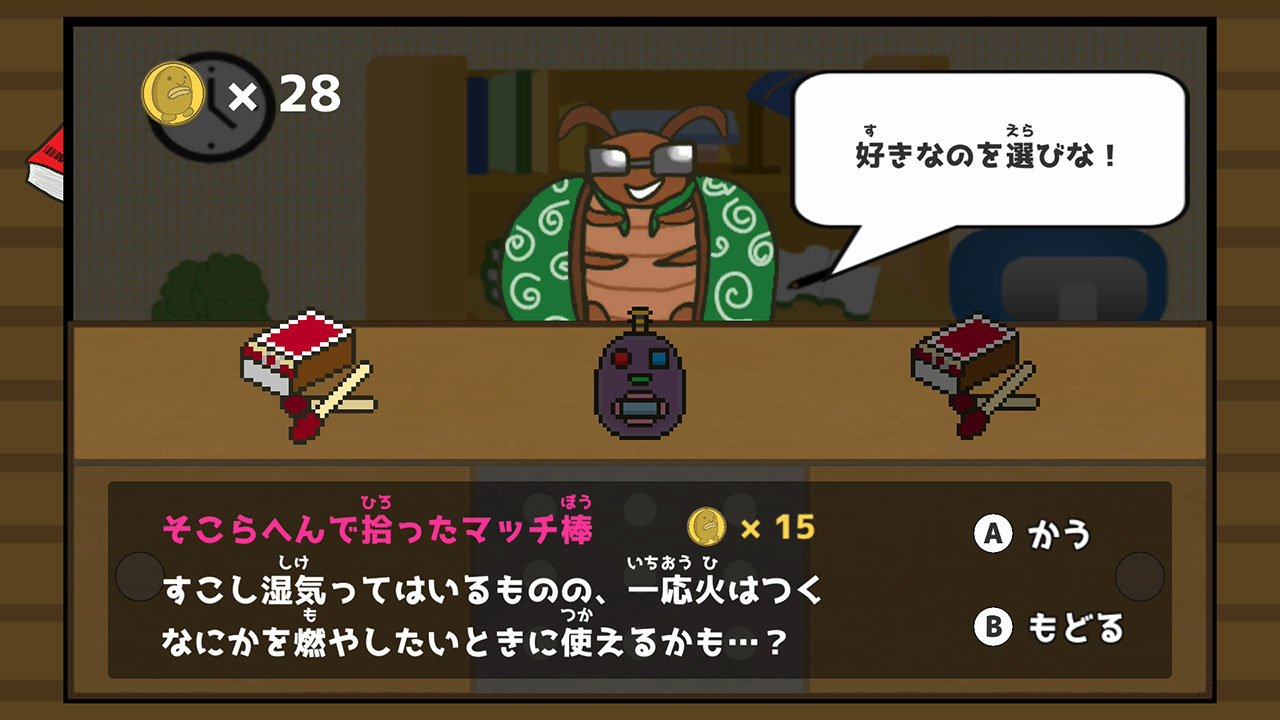 × 28
好きなのを選びな！
そこらへんで拾ったマッチ棒 × 15
すこし湿気ってはいるものの、一応火はつく
なにかを燃やしたいときに使えるかも…？
A かう
B もどる